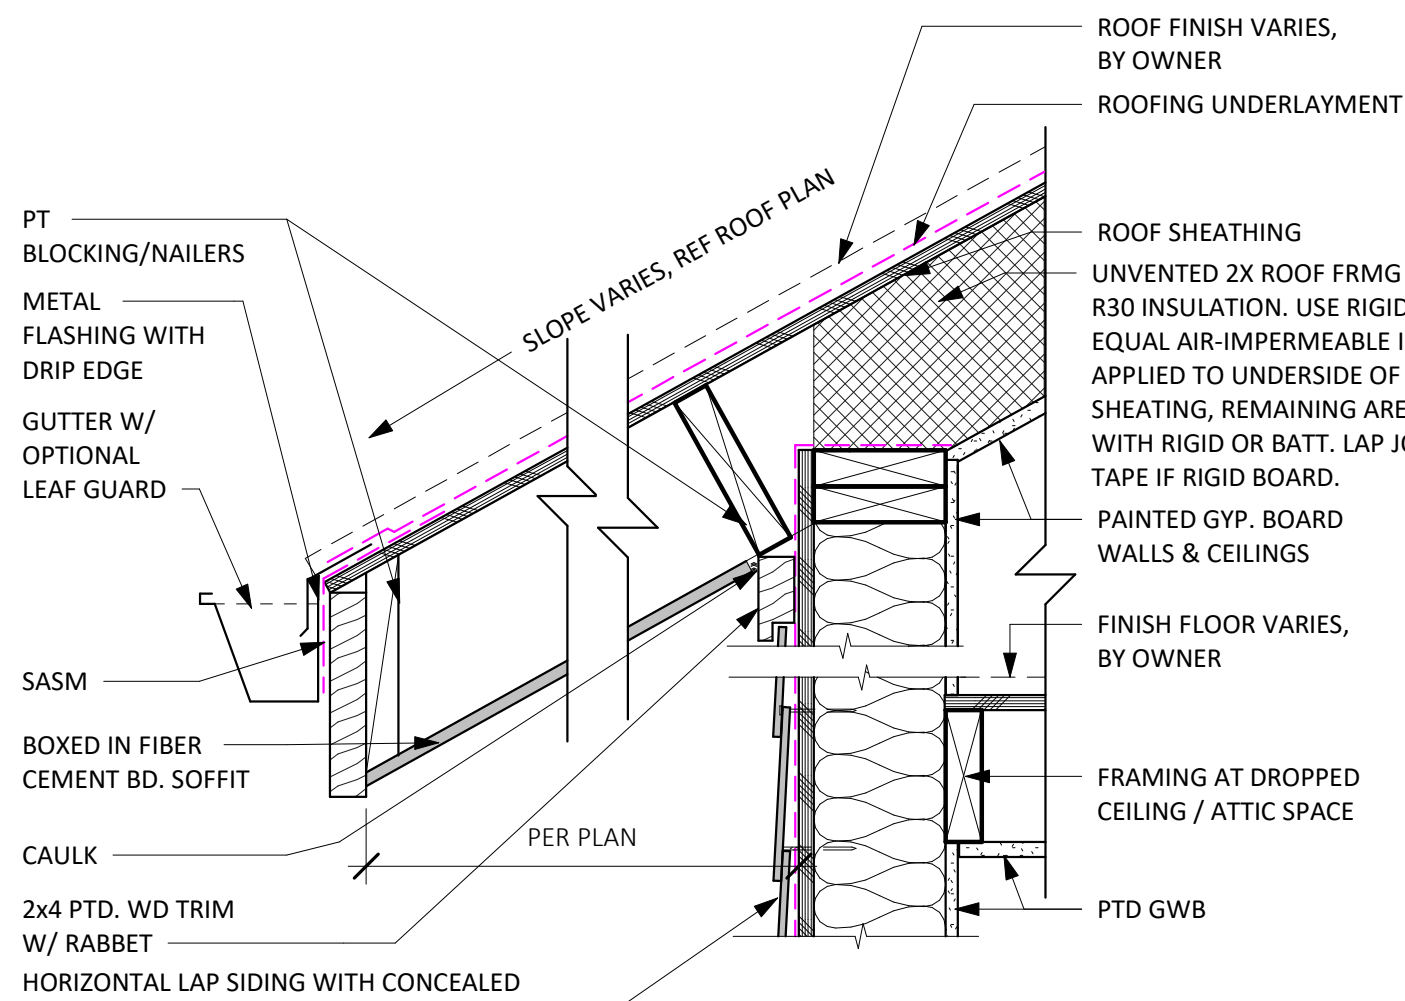 ROOF FINISH VARIES,
BY OWNER
ROOFING UNDERLAYMENT
SLOPE VARIES, REF ROOF PLAN
PT
BLOCKING/NAILERS
METAL
FLASHING WITH
DRIP EDGE
GUTTER W/
OPTIONAL
LEAF GUARD
SASM
BOXED IN FIBER
CEMENT BD. SOFFIT
CAULK
2x4 PTD. WD TRIM
W/ RABBET
HORIZONTAL LAP SIDING WITH CONCEALED
PER PLAN
ROOF SHEATHING
UNVENTED 2X ROOF FRMG
R30 INSULATION. USE RIGID
EQUAL AIR-IMPERMEABLE
APPLIED TO UNDERSIDE OF
SHEATING, REMAINING
WITH RIGID OR BATT. LAP
TAPE IF RIGID BOARD.
PAINTED GYP. BOARD
WALLS & CEILINGS
FINISH FLOOR VARIES,
BY OWNER
FRAMING AT DROPPED
CEILING / ATTIC SPACE
PTD GWB